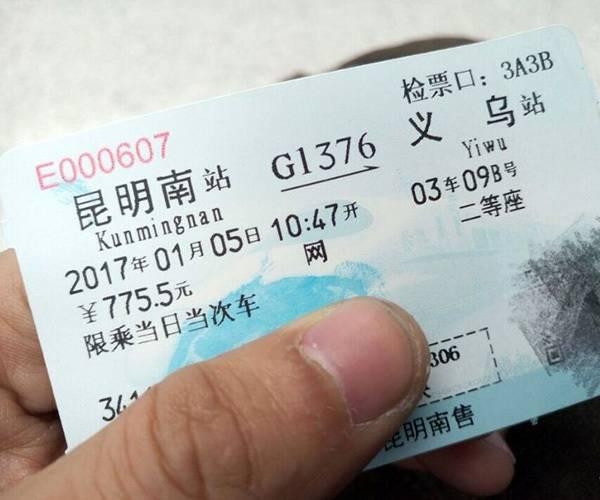 检票口：3A3B
E000607
昆明南站 G1376 义乌站
Kunmingnan Yiwu
2017年01月05日 10:47开 03车09B号
￥775.5元 网 二等座
限乘当日当次车
306
昆明南售